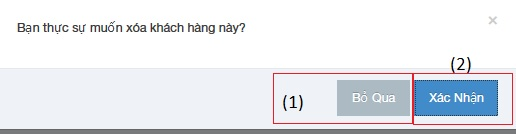 Bạn thực sự muốn xóa khách hàng này? ×
(2)
(1) Bỏ Qua Xác Nhận